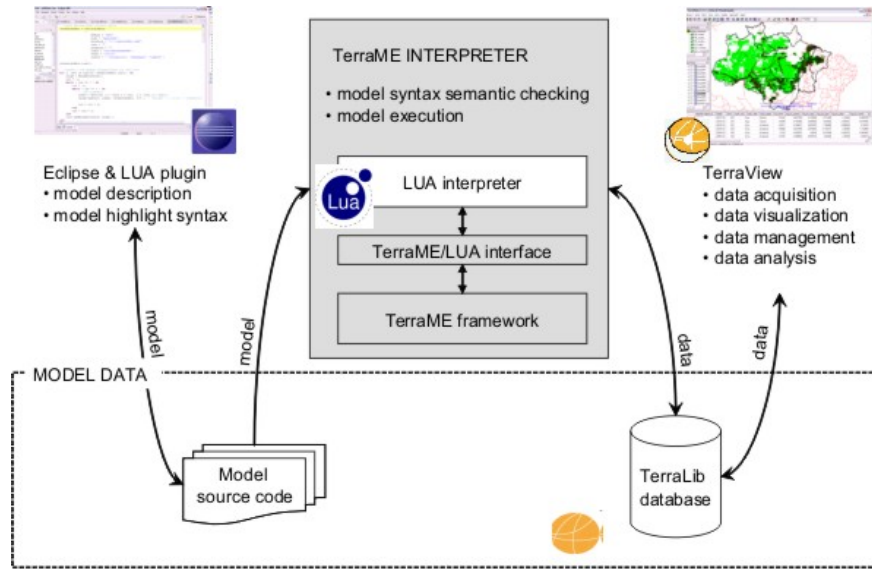 TerraME INTERPRETER
• model syntax semantic checking
• model execution
Eclipse & LUA plugin
• model description
• model highlight syntax
Lua
LUA interpreter
TerraME/LUA interface
TerraME framework
TerraView
• data acquisition
• data visualization
• data management
• data analysis
model
model
data
data
MODEL DATA
Model
source code
TerraLib
database